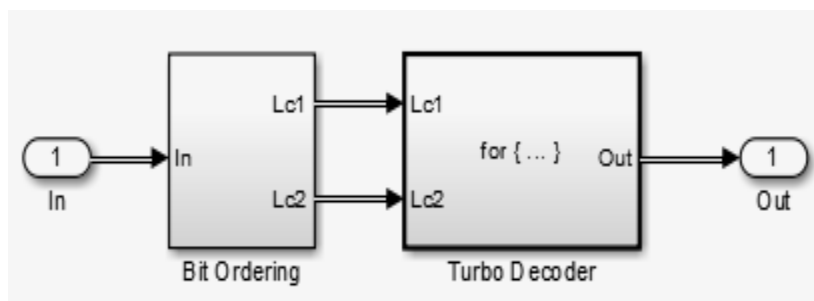 Lc1
Lc1
for { ... }
1
In
Out
1
Lc2
Lc2
In
Out
Bit Ordering
Turbo Decoder